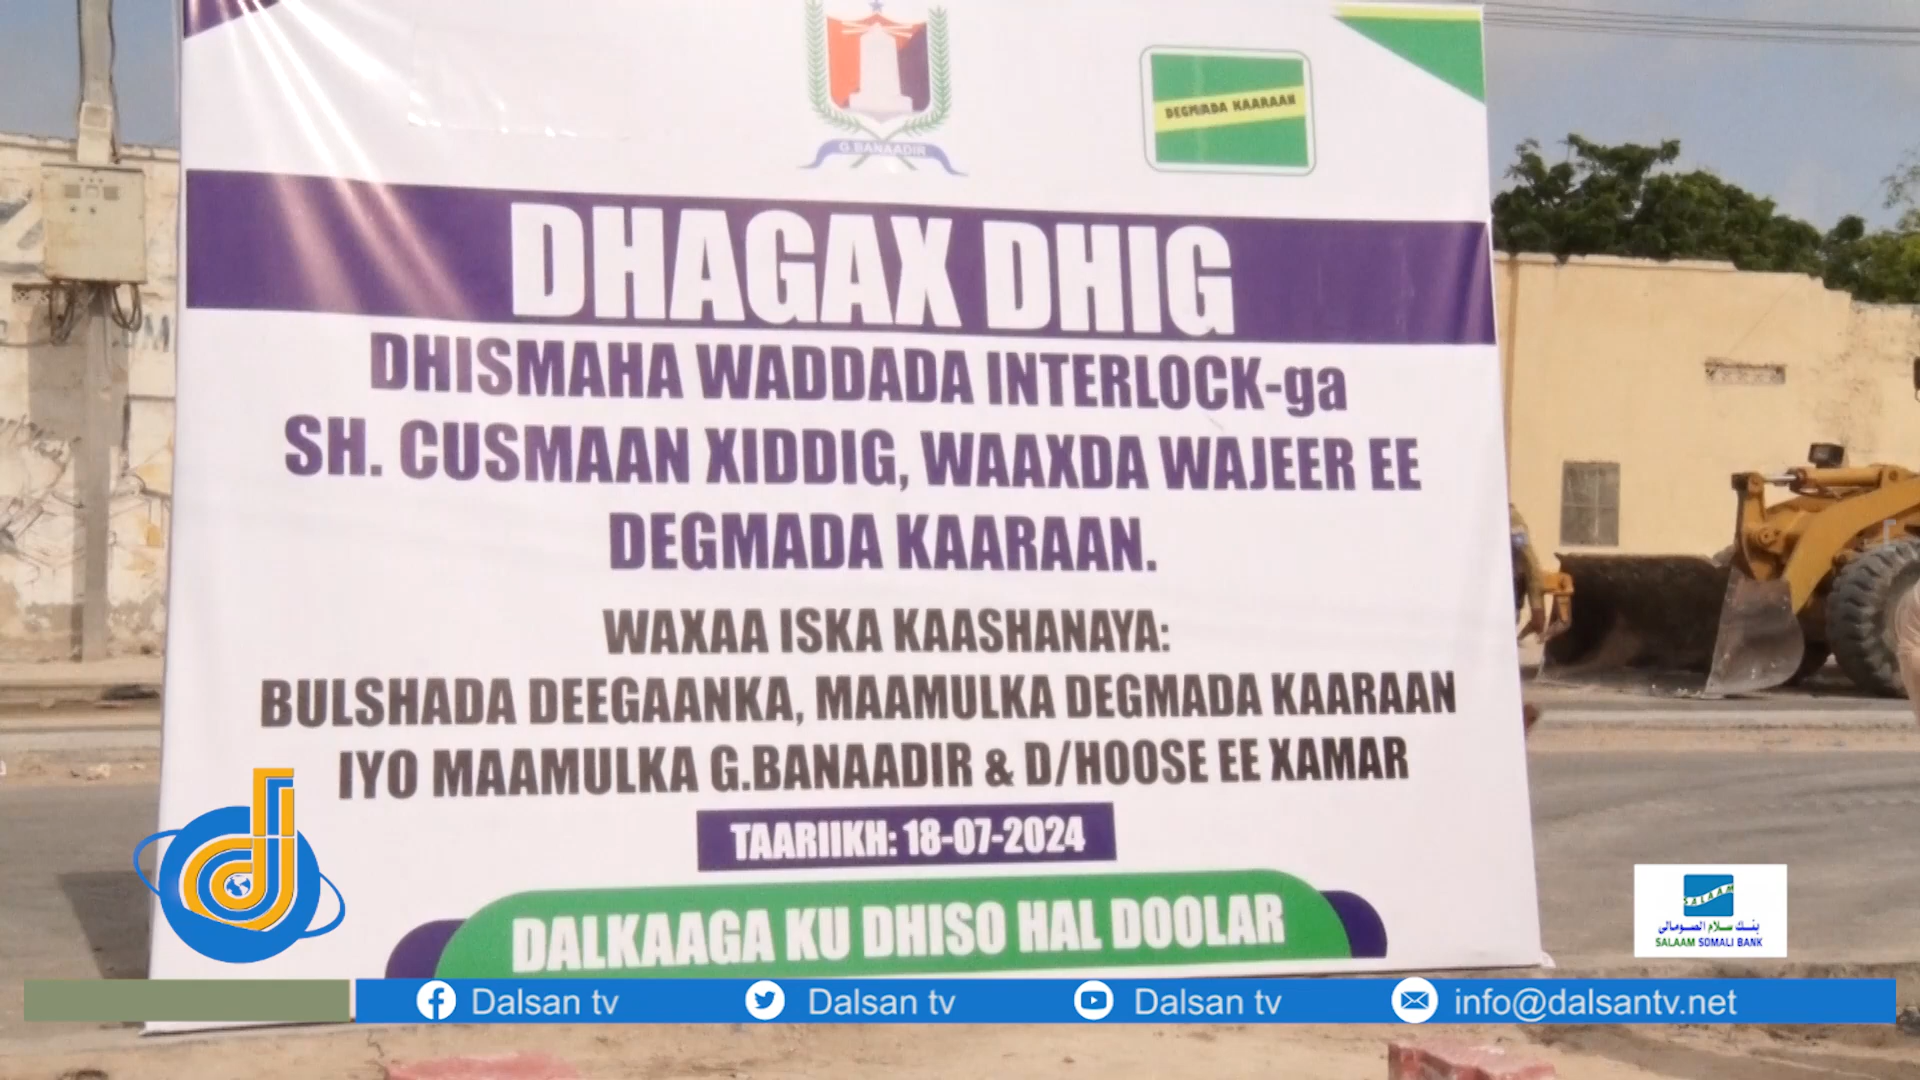 G BANAADIR
DEGMADA KAARAAN
DHAGAX DHIG
DHISMAHA WADDADA INTERLOCK-ga
SH. CUSMAAN XIDDIG, WAAXDA WAJEER EE
DEGMADA KAARAAN.
WAXAA ISKA KAASHANAYA:
BULSHADA DEEGAANKA, MAAMULKA DEGMADA KAARAAN
IYO MAAMULKA G.BANAADIR & D/HOOSE EE XAMAR
TAARIIKH: 18-07-2024
DALKAAGA KU DHISO HAL DOOLAR
SALAAM
بنك سلام الصومالي
SALAAM SOMALI BANK
Dalsan tv
Dalsan tv
Dalsan tv
info@dalsantv.net